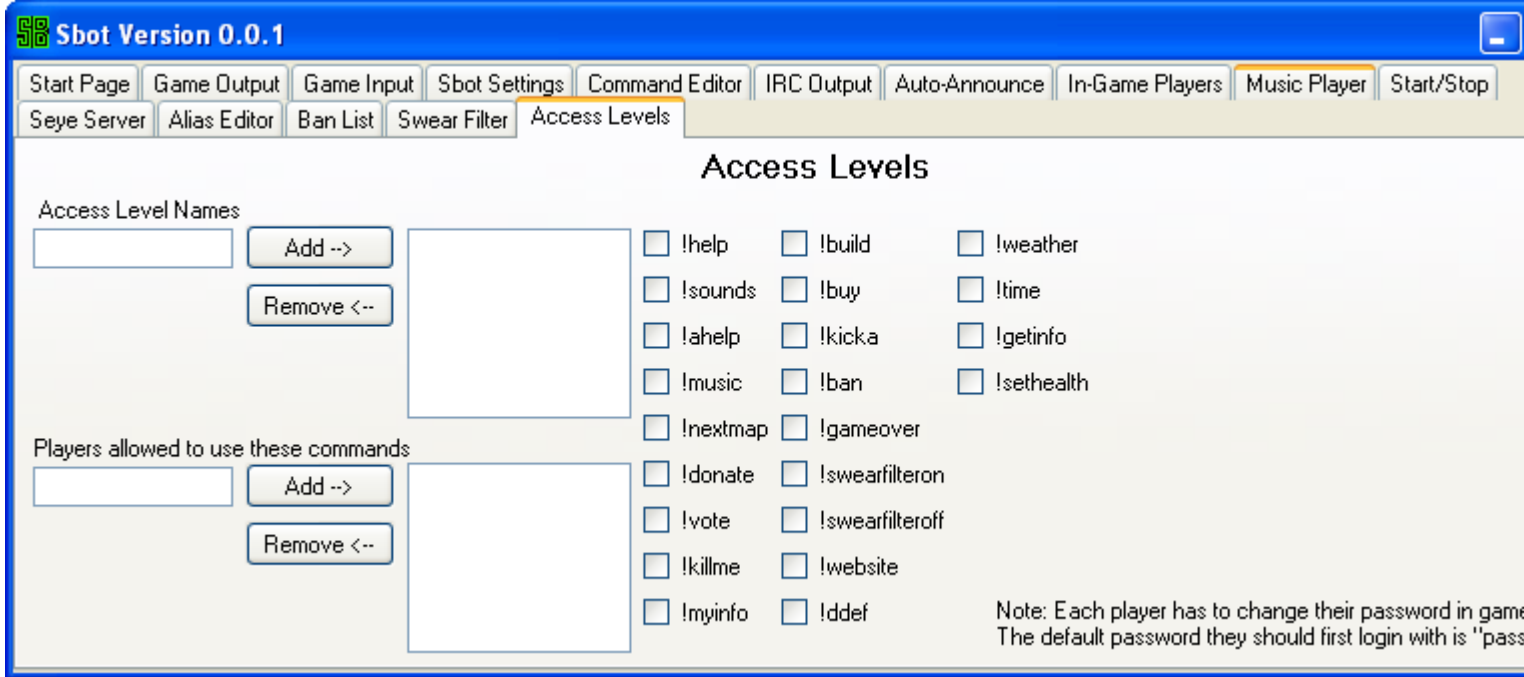 SB Sbot Version 0.0.1
Start Page Game Output Game Input Sbot Settings Command Editor IRC Output Auto-Announce In-Game Players Music Player Start/Stop
Seye Server Alias Editor Ban List Swear Filter Access Levels
Access Levels
Access Level Names
Add -->
Remove <--
Players allowed to use these commands
Add -->
Remove <--
!help !build !weather
!sounds !buy !time
!ahelp !kicka !getinfo
!music !ban !sethealth
!nextmap !gameover
!donate !swearfilteron
!vote !swearfilteroff
!killme !website
!myinfo !ddef
Note: Each player has to change their password in game
The default password they should first login with is "pass